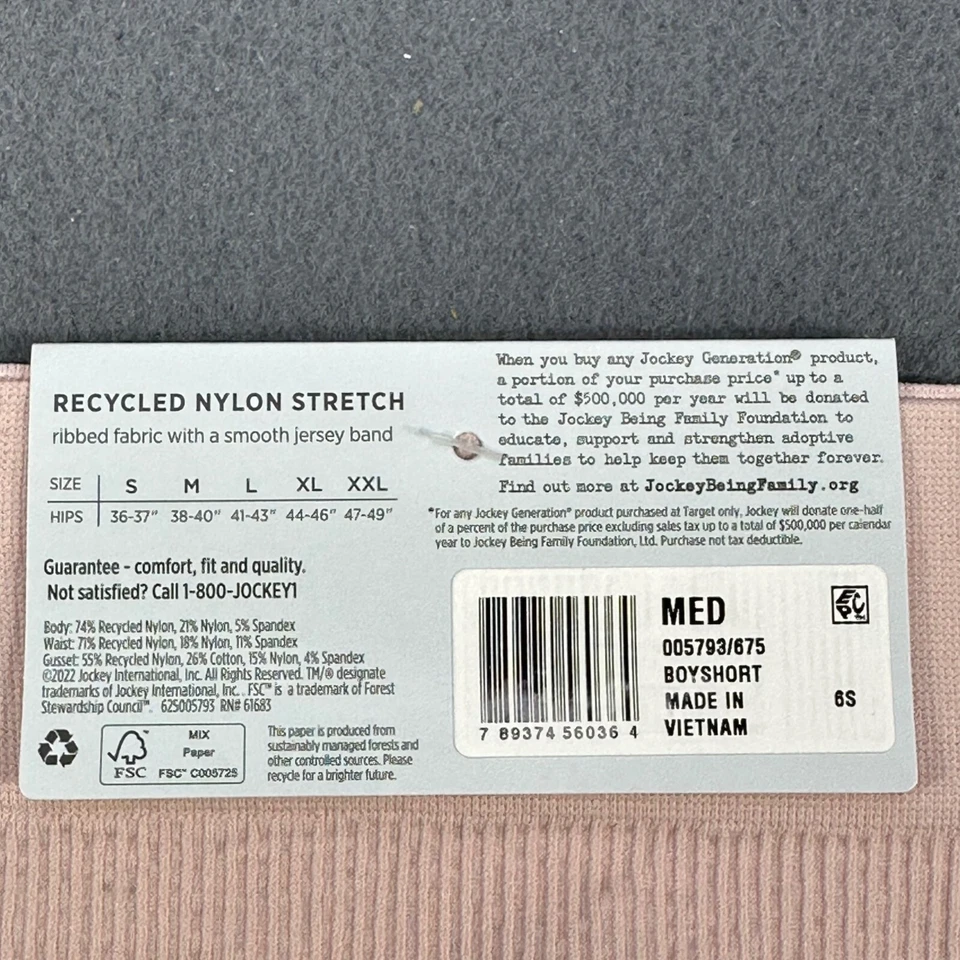 RECYCLED NYLON STRETCH
ribbed fabric with a smooth jersey band
SIZE S M L XL XXL
HIPS 36-37" 38-40" 41-43" 44-46" 47-49"
Guarantee - comfort, fit and quality.
Not satisfied? Call 1-800-JOCKEY1
Body: 74% Recycled Nylon, 21% Nylon, 5% Spandex
Waist: 71% Recycled Nylon, 18% Nylon, 11% Spandex
Gusset: 55% Recycled Nylon, 26% Cotton, 15% Nylon, 4% Spandex
©2022 Jockey International, Inc. All Rights Reserved. TM/® designate
trademarks of Jockey International, Inc. FSC™ is a trademark of Forest
Stewardship Council™. 625005793 RN# 61683
FSC
MIX
Paper
FSC™ C005725
This paper is produced from
sustainably managed forests and
other controlled sources. Please
recycle for a brighter future.
When you buy any Jockey Generation® product,
a portion of your purchase price* up to a
total of $500,000 per year will be donated
to the Jockey Being Family Foundation to
educate, support and strengthen adoptive
families to help keep them together forever.
Find out more at JockeyBeingFamily.org
*For any Jockey Generation® product purchased at Target only, Jockey will donate one-half
of a percent of the purchase price excluding sales tax up to a total of $500,000 per calendar
year to Jockey Being Family Foundation, Ltd. Purchase not tax deductible.
7 89374 56036 4
MED
005793/675
BOYSHORT
MADE IN
VIETNAM
EPC
6S